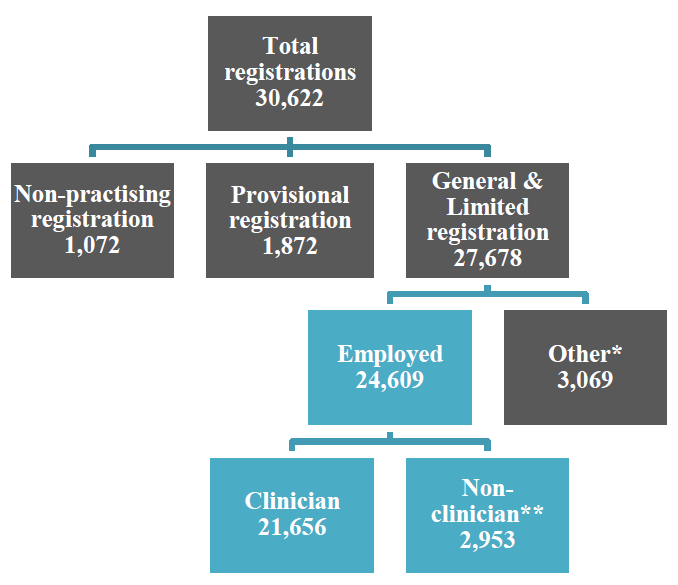 Total
registrations
30,622
Non-practising
registration
1,072
Provisional
registration
1,872
General &
Limited
registration
27,678
Employed
24,609
Other*
3,069
Clinician
21,656
Non-
clinician**
2,953